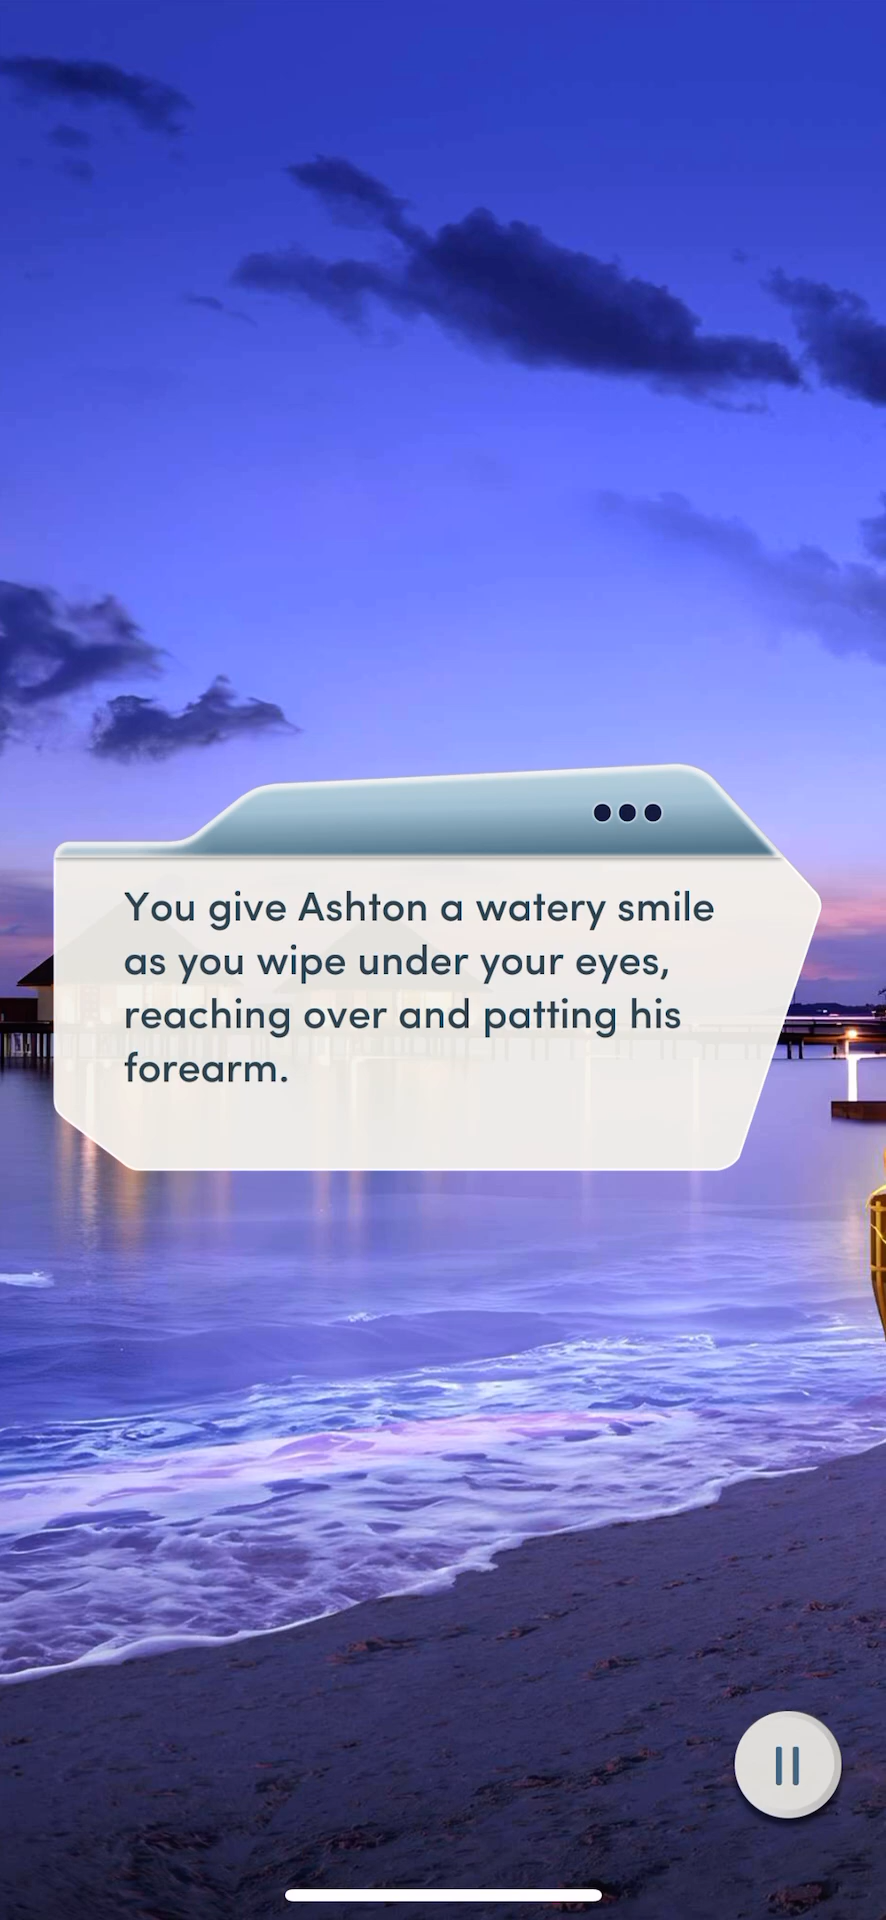 You give Ashton a watery smile
as you wipe under your eyes,
reaching over and patting his
forearm.